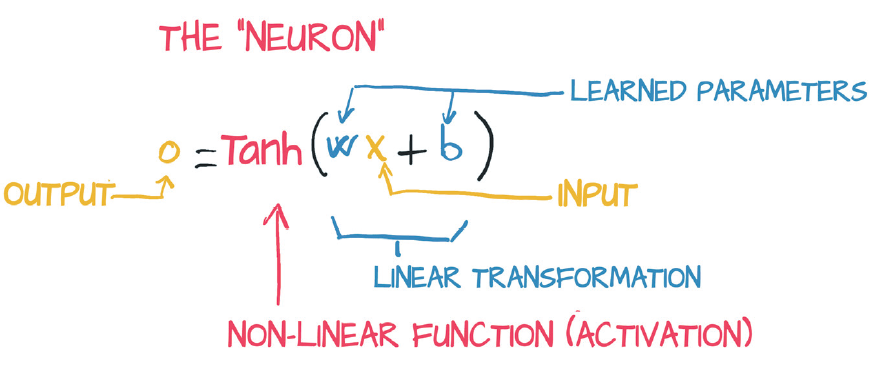 THE "NEURON"
LEARNED PARAMETERS
o = Tanh(wx + b)
OUTPUT
INPUT
LINEAR TRANSFORMATION
NON-LINEAR FUNCTION (ACTIVATION)